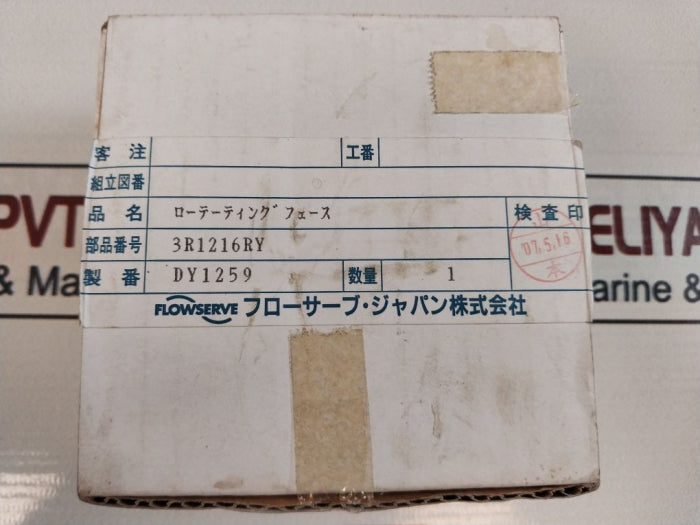 客 注 工番
組立図番
品 名 ローテーティングフェース 検査印
部品番号 3R1216RY
製 番 DY1259 数量 1
山
07.5.16
本
FLOWSERVE フローサーブ・ジャパン株式会社
PVT
& Ma
ELIYA
arine &